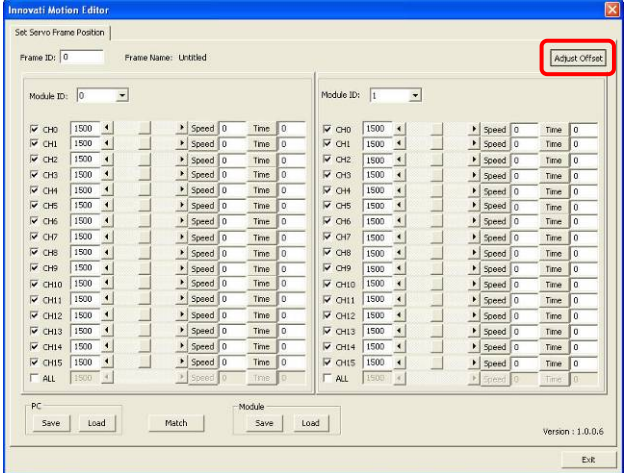 Innovati Motion Editor
Set Servo Frame Position
Frame ID: 0 Frame Name: Untitled Adjust Offset
Module ID: 0 Module ID: 1
CH0 1500 Speed 0 Time 0 CH0 1500 Speed 0 Time 0
CH1 1500 Speed 0 Time 0 CH1 1500 Speed 0 Time 0
CH2 1500 Speed 0 Time 0 CH2 1500 Speed 0 Time 0
CH3 1500 Speed 0 Time 0 CH3 1500 Speed 0 Time 0
CH4 1500 Speed 0 Time 0 CH4 1500 Speed 0 Time 0
CH5 1500 Speed 0 Time 0 CH5 1500 Speed 0 Time 0
CH6 1500 Speed 0 Time 0 CH6 1500 Speed 0 Time 0
CH7 1500 Speed 0 Time 0 CH7 1500 Speed 0 Time 0
CH8 1500 Speed 0 Time 0 CH8 1500 Speed 0 Time 0
CH9 1500 Speed 0 Time 0 CH9 1500 Speed 0 Time 0
CH10 1500 Speed 0 Time 0 CH10 1500 Speed 0 Time 0
CH11 1500 Speed 0 Time 0 CH11 1500 Speed 0 Time 0
CH12 1500 Speed 0 Time 0 CH12 1500 Speed 0 Time 0
CH13 1500 Speed 0 Time 0 CH13 1500 Speed 0 Time 0
CH14 1500 Speed 0 Time 0 CH14 1500 Speed 0 Time 0
CH15 1500 Speed 0 Time 0 CH15 1500 Speed 0 Time 0
ALL 1500 Speed 0 Time 0 ALL 1500 Speed 0 Time 0
PC Module
Save Load Match Save Load
Version : 1.0.0.6
Exit